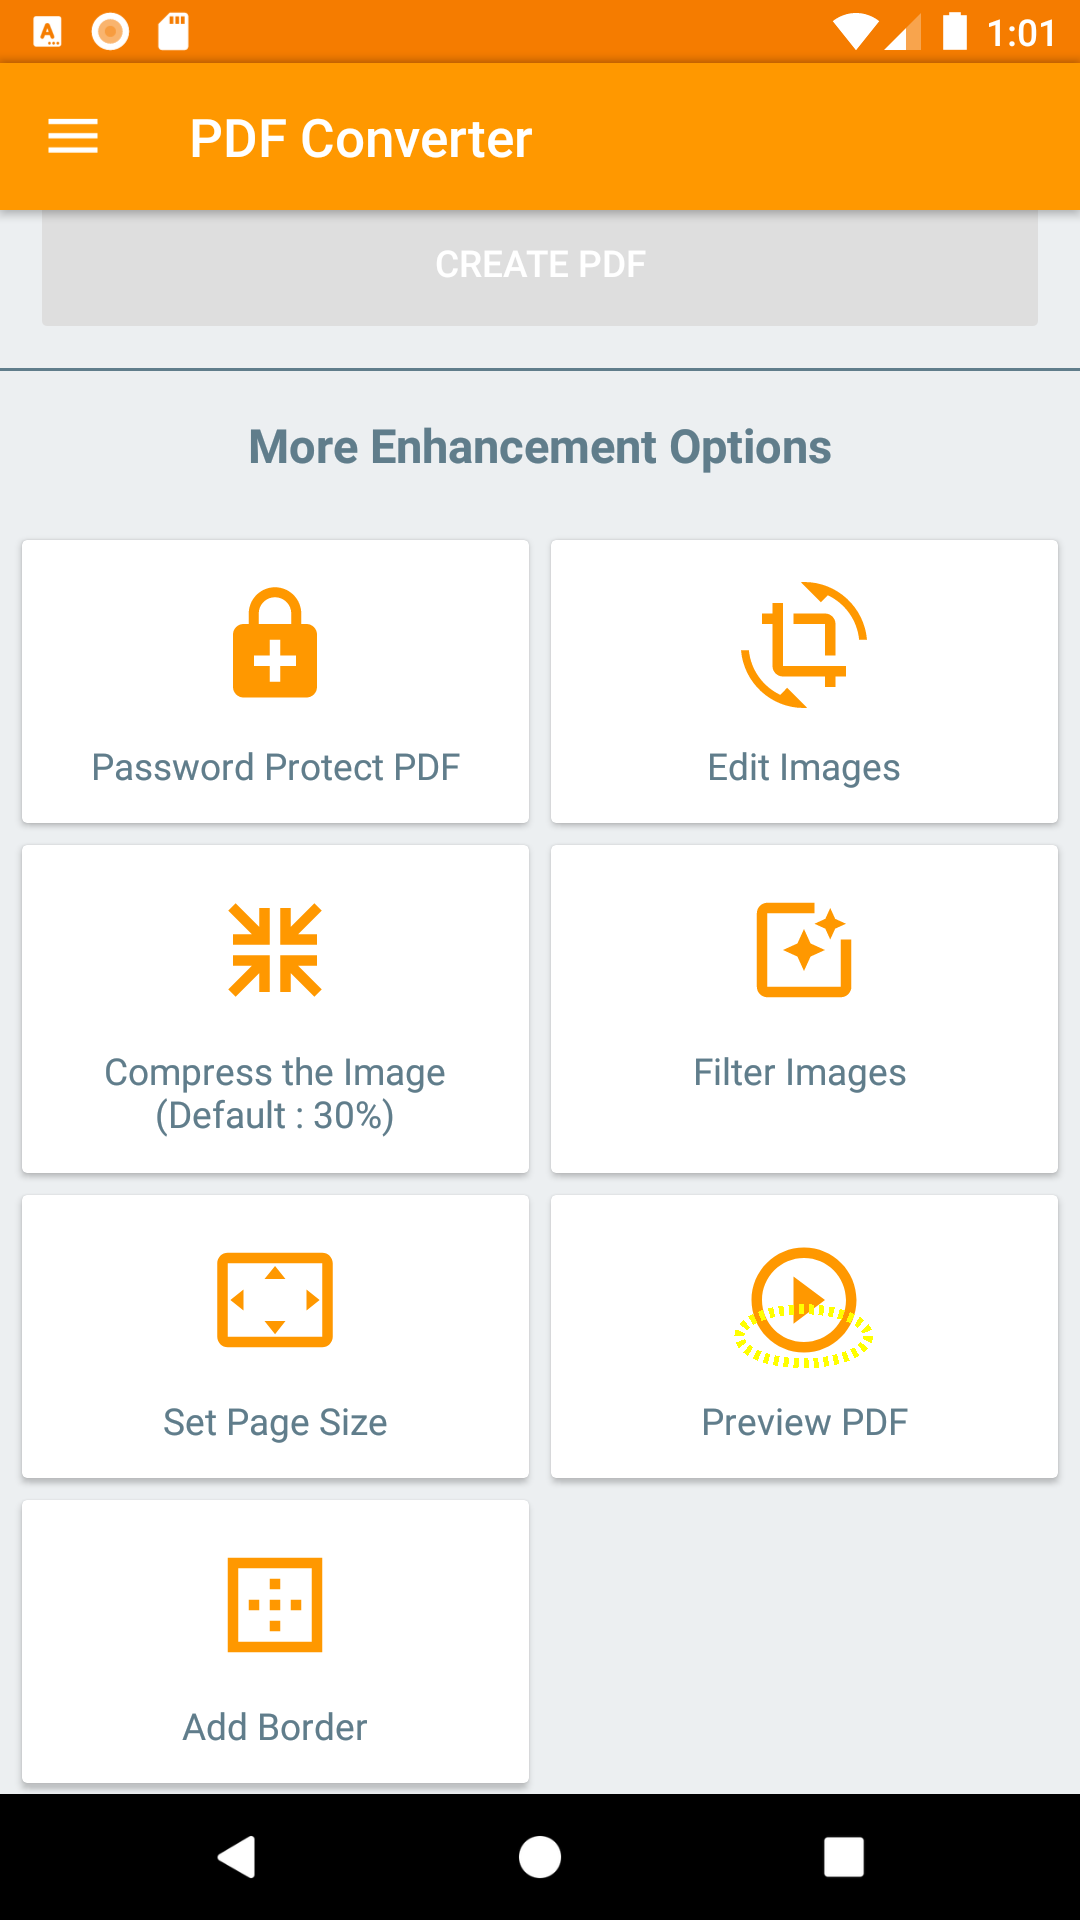 1:01
PDF Converter
CREATE PDF
More Enhancement Options
Password Protect PDF
Edit Images
Compress the Image
(Default : 30%)
Filter Images
Set Page Size
Preview PDF
Add Border